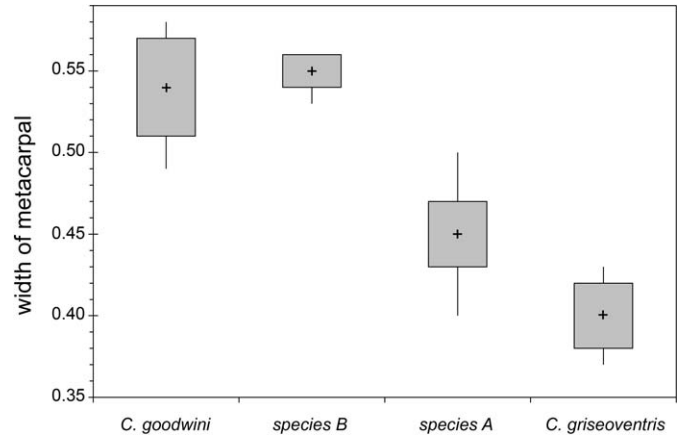 width of metacarpal
0.55
0.50
0.45
0.40
0.35
C. goodwini species B species A C. griseoventris